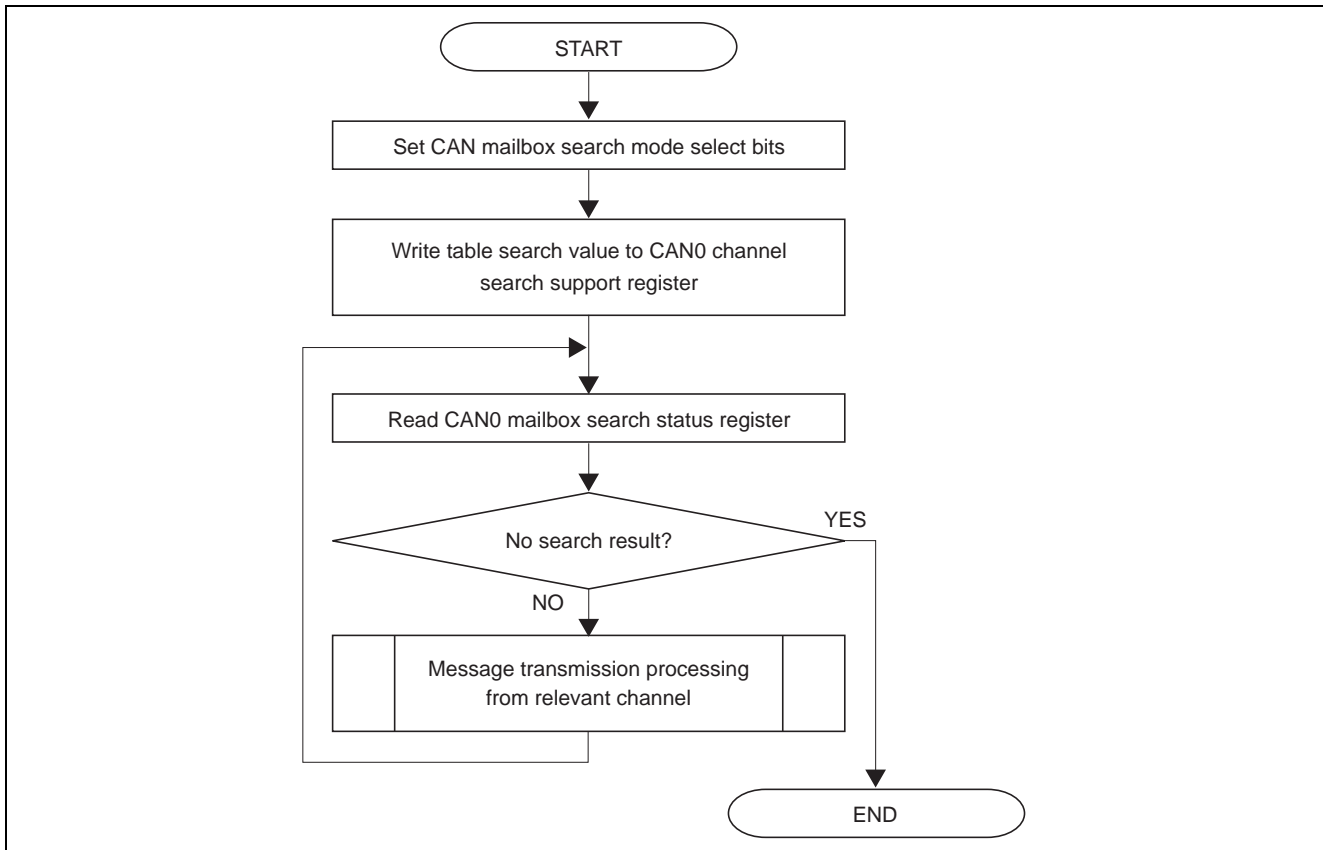 START
Set CAN mailbox search mode select bits
Write table search value to CAN0 channel
search support register
Read CAN0 mailbox search status register
No search result?
YES
NO
Message transmission processing
from relevant channel
END